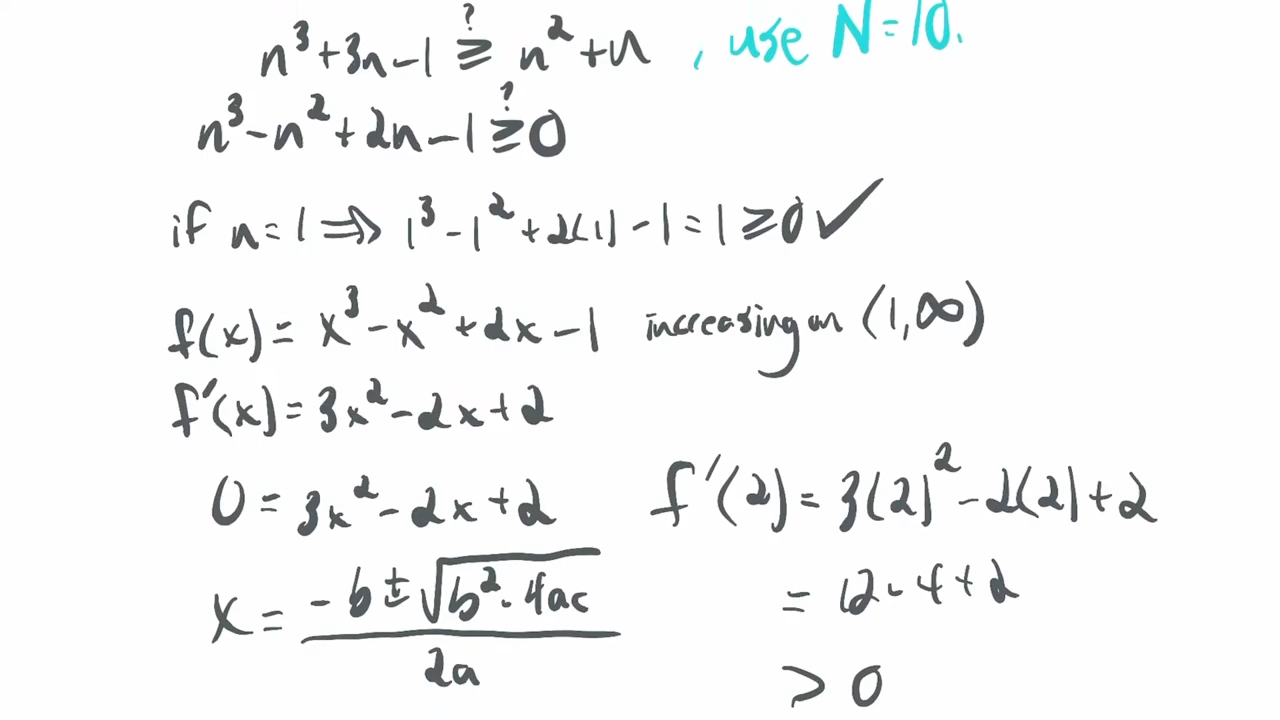 n³+3n-1 ≥? n²+n , use N=10.
n³-n²+2n-1 ≥? 0
if n=1 ⟹ 1³-1²+2(1)-1=1≥0 ✓
f(x)= x³-x²+2x-1 increasing on (1,∞)
f'(x)=3x²-2x+2
0=3x²-2x+2
x = (-b±√(b²-4ac))/(2a)
f'(2)=3(2)²-2(2)+2
= 12-4+2
> 0